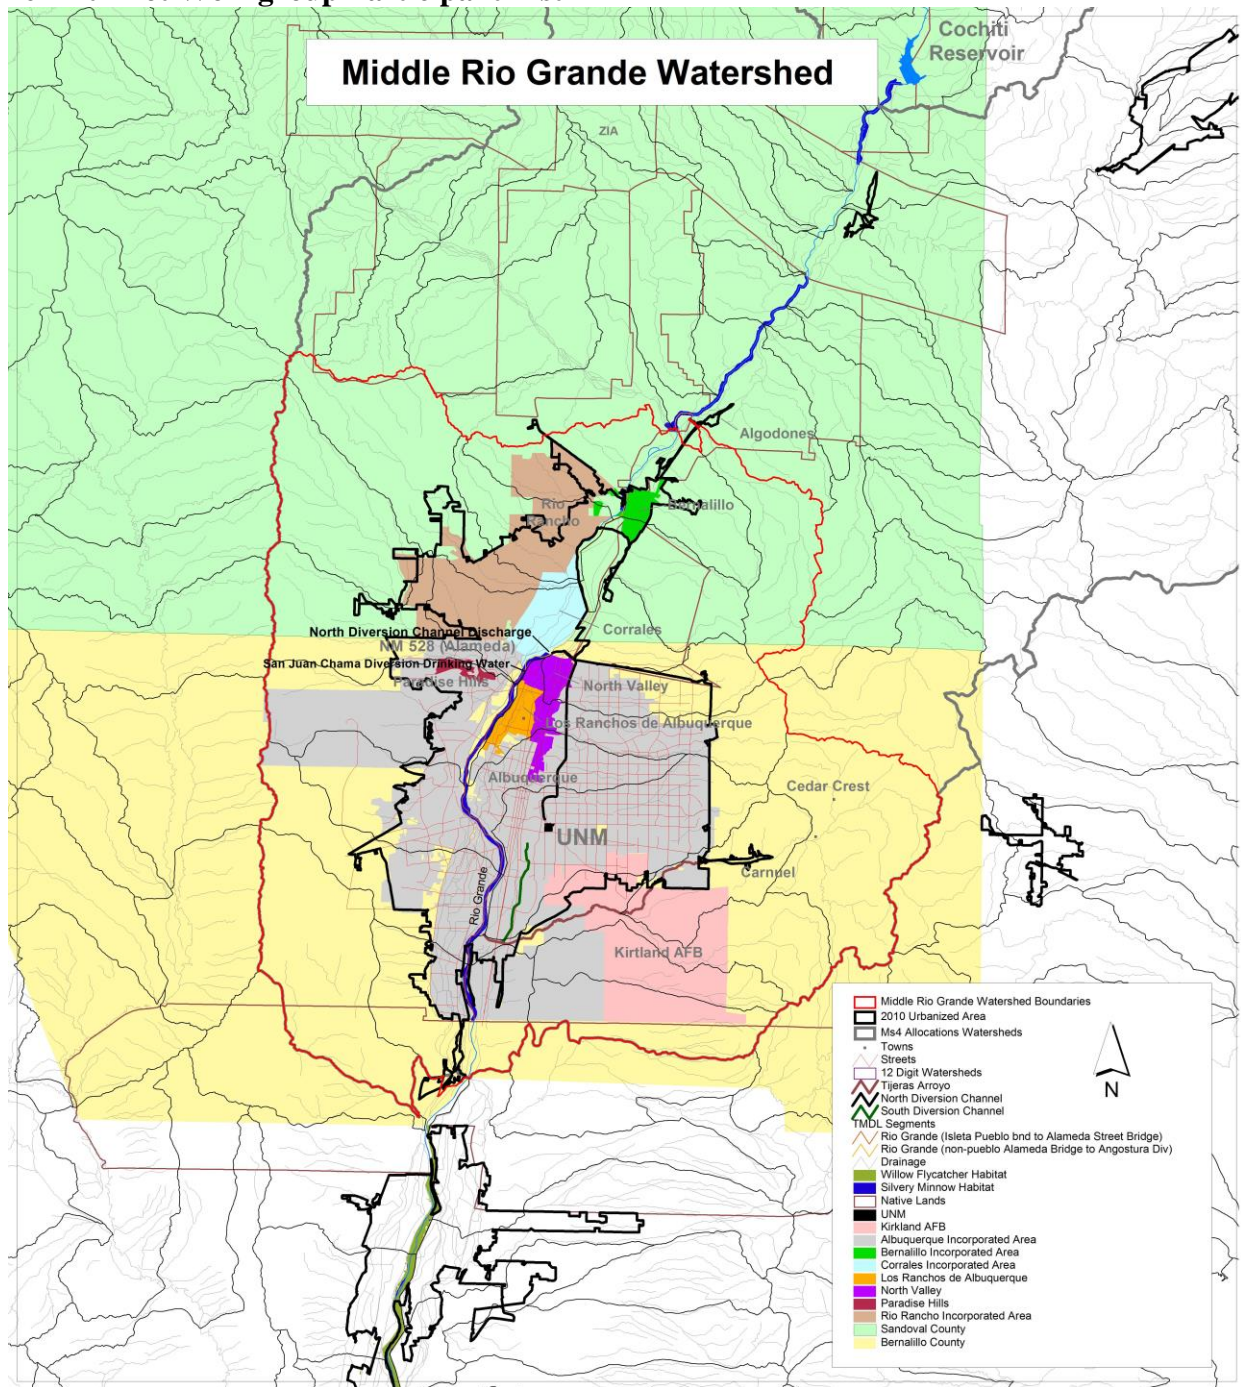 Middle Rio Grande Watershed
Cochiti
Reservoir
ZIA
Algodones
Rio
Rancho
Bernalillo
North Diversion Channel Discharge
Corrales
NM 528 (Alameda)
San Juan Chama Diversion Drinking Water
Paradise Hills
North Valley
Los Ranchos de Albuquerque
Albuquerque
Cedar Crest
UNM
Carnuel
Rio Grande
Kirtland AFB
Middle Rio Grande Watershed Boundaries
2010 Urbanized Area
Ms4 Allocations Watersheds
Towns
Streets
12 Digit Watersheds
Tijeras Arroyo
North Diversion Channel
South Diversion Channel
TMDL Segments
Rio Grande (Isleta Pueblo bnd to Alameda Street Bridge)
Rio Grande (non-pueblo Alameda Bridge to Angostura Div)
Drainage
Willow Flycatcher Habitat
Silvery Minnow Habitat
Native Lands
UNM
Kirkland AFB
Albuquerque Incorporated Area
Bernalillo Incorporated Area
Corrales Incorporated Area
Los Ranchos de Albuquerque
North Valley
Paradise Hills
Rio Rancho Incorporated Area
Sandoval County
Bernalillo County
N